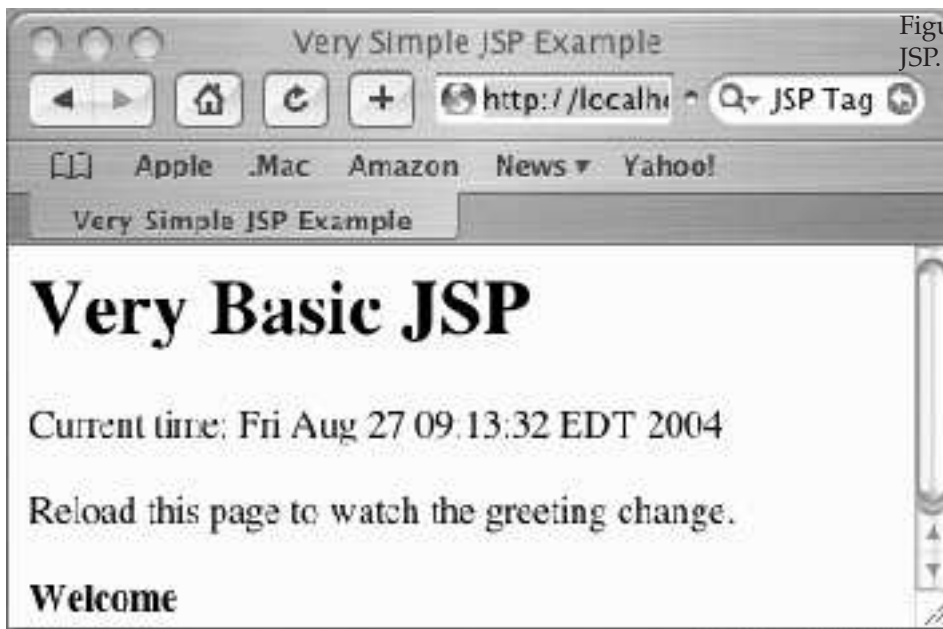 Very Simple JSP Example
Figu
JSP.
http://localh
JSP Tag
Apple .Mac Amazon News Yahoo!
Very Simple JSP Example
Very Basic JSP
Current time: Fri Aug 27 09:13:32 EDT 2004
Reload this page to watch the greeting change.
Welcome